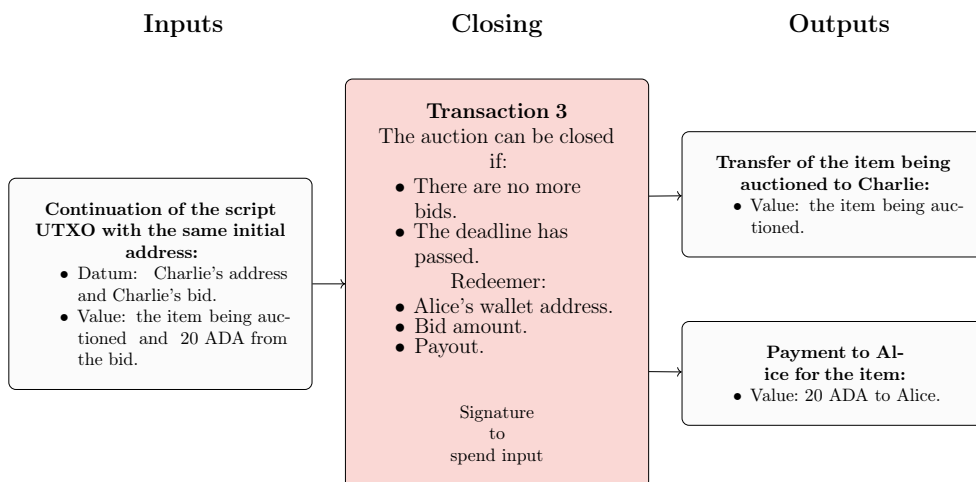 Inputs
Closing
Outputs
Continuation of the script
UTXO with the same initial
address:
• Datum: Charlie's address
and Charlie's bid.
• Value: the item being auc-
tioned and 20 ADA from
the bid.
Transaction 3
The auction can be closed
if:
• There are no more
bids.
• The deadline has
passed.
Redeemer:
• Alice's wallet address.
• Bid amount.
• Payout.
Signature
to
spend input
Transfer of the item being
auctioned to Charlie:
• Value: the item being auc-
tioned.
Payment to Al-
ice for the item:
• Value: 20 ADA to Alice.